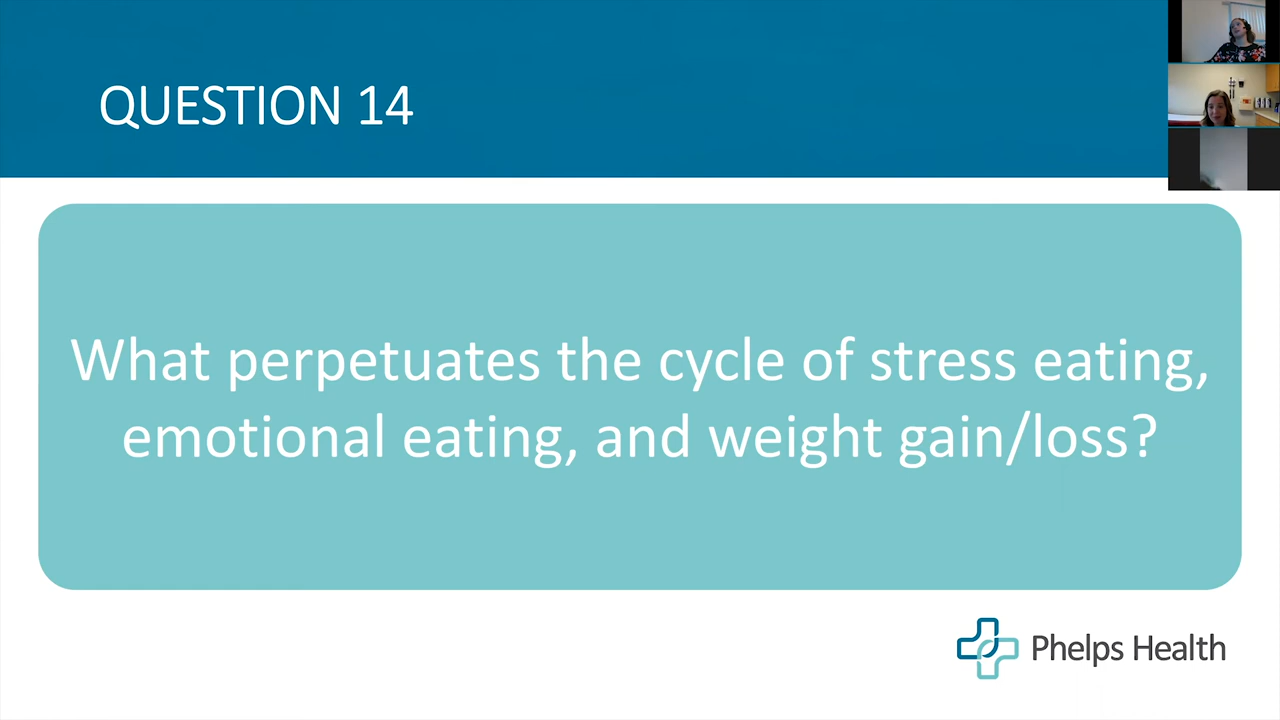 QUESTION 14
What perpetuates the cycle of stress eating,
emotional eating, and weight gain/loss?
Phelps Health